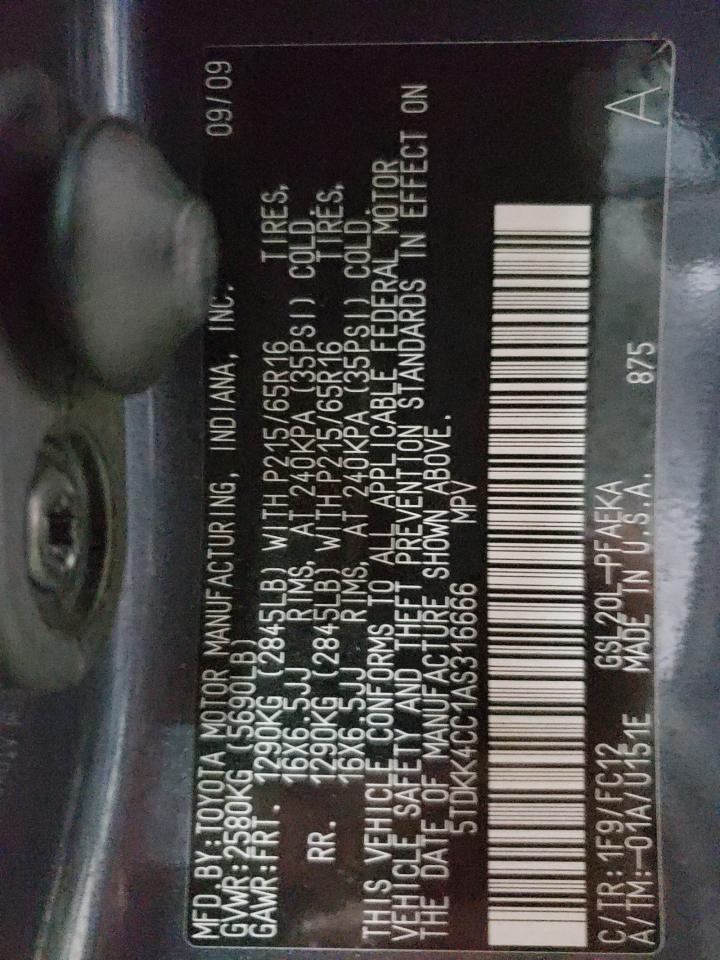 MFD.BY:TOYOTA MOTOR MANUFACTURING, INDIANA, INC. 09/09
GVWR:2580KG (5690LB)
GAWR:FRT. 1290KG (2845LB) WITH P215/65R16 TIRES,
16X6.5JJ RIMS, AT 240KPA (35PSI) COLD.
RR. 1290KG (2845LB) WITH P215/65R16 TIRES,
16X6.5JJ RIMS, AT 240KPA (35PSI) COLD.
THIS VEHICLE CONFORMS TO ALL APPLICABLE FEDERAL MOTOR
VEHICLE SAFETY AND THEFT PREVENTION STANDARDS IN EFFECT ON
THE DATE OF MANUFACTURE SHOWN ABOVE.
5TDKK4CC1AS316666 MPV
C/TR:1F9/FC12 GSL20L-PFAEKA A
A/TM:-01A/U151E MADE IN U.S.A. 875